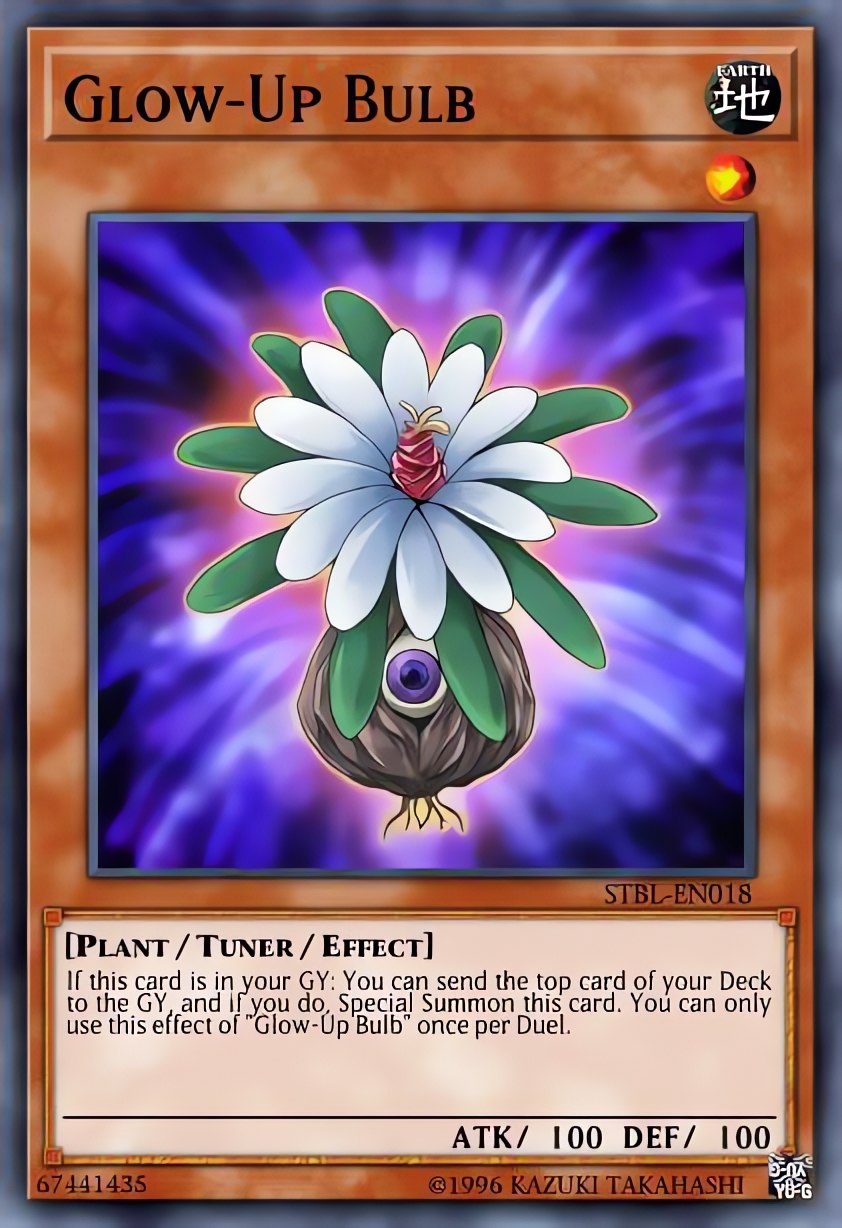 Glow-Up Bulb
EARTH
地
STBL-EN018
[Plant / Tuner / Effect]
If this card is in your GY: You can send the top card of your Deck
to the GY, and if you do, Special Summon this card. You can only
use this effect of "Glow-Up Bulb" once per Duel.
ATK/ 100 DEF/ 100
67441435
©1996 KAZUKI TAKAHASHI